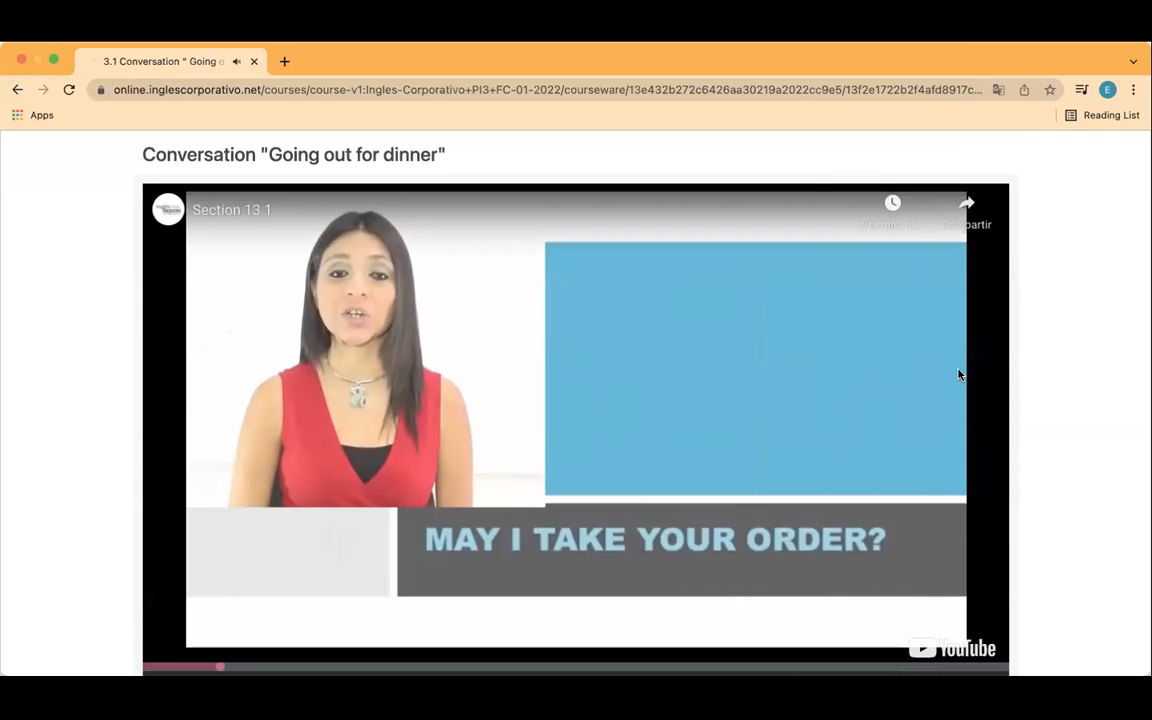 3.1 Conversation " Going o
online.inglescorporativo.net/courses/course-v1:Ingles-Corporativo+PI3+FC-01-2022/courseware/13e432b272c6426aa30219a2022cc9e5/13f2e1722b2f4afd8917c...
E
Apps
Reading List
Conversation "Going out for dinner"
Section 13 1
Compartir
MAY I TAKE YOUR ORDER?
YouTube